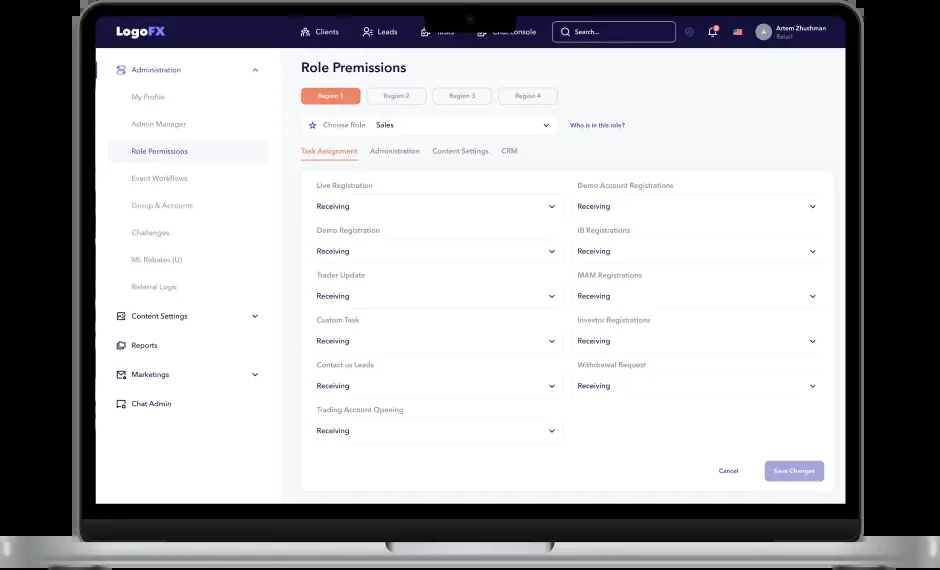 LogoFX
Clients
Leads
Tasks
Chat console
Search...
Artem Zhushman
Retail
A
Administration
My Profile
Admin Manager
Role Permissions
Event Workflows
Group & Accounts
Challenges
ML Rebates (U)
Referral Logic
Content Settings
Reports
Marketings
Chat Admin
Role Premissions
Region 1
Region 2
Region 3
Region 4
Choose Role Sales
Who is in this role?
Task Assignment
Administration
Content Settings
CRM
Live Registration
Receiving
Demo Account Registrations
Receiving
Demo Registration
Receiving
IB Registrations
Receiving
Trader Update
Receiving
MAM Registrations
Receiving
Custom Task
Receiving
Investor Registrations
Receiving
Contact us Leads
Receiving
Withdrawal Request
Receiving
Trading Account Opening
Receiving
Cancel
Save Changes